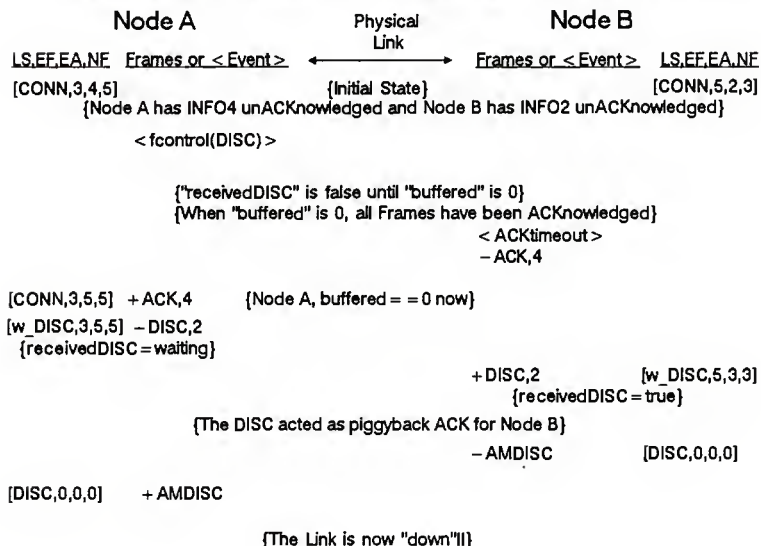 Node A Physical Link Node B
LS,EF,EA,NF Frames or < Event > Frames or < Event > LS,EF,EA,NF
[CONN,3,4,5] {Initial State} [CONN,5,2,3]
{Node A has INFO4 unACKnowledged and Node B has INFO2 unACKnowledged}
< fcontrol(DISC) >
{"receivedDISC" is false until "buffered" is 0}
{When "buffered" is 0, all Frames have been ACKnowledged}
< ACKtimeout >
−ACK,4
[CONN,3,5,5] +ACK,4 {Node A, buffered = = 0 now}
[w_DISC,3,5,5] −DISC,2
{receivedDISC=waiting}
+DISC,2 [w_DISC,5,3,3]
{receivedDISC=true}
{The DISC acted as piggyback ACK for Node B}
−AMDISC [DISC,0,0,0]
[DISC,0,0,0] +AMDISC
{The Link is now "down"!!}